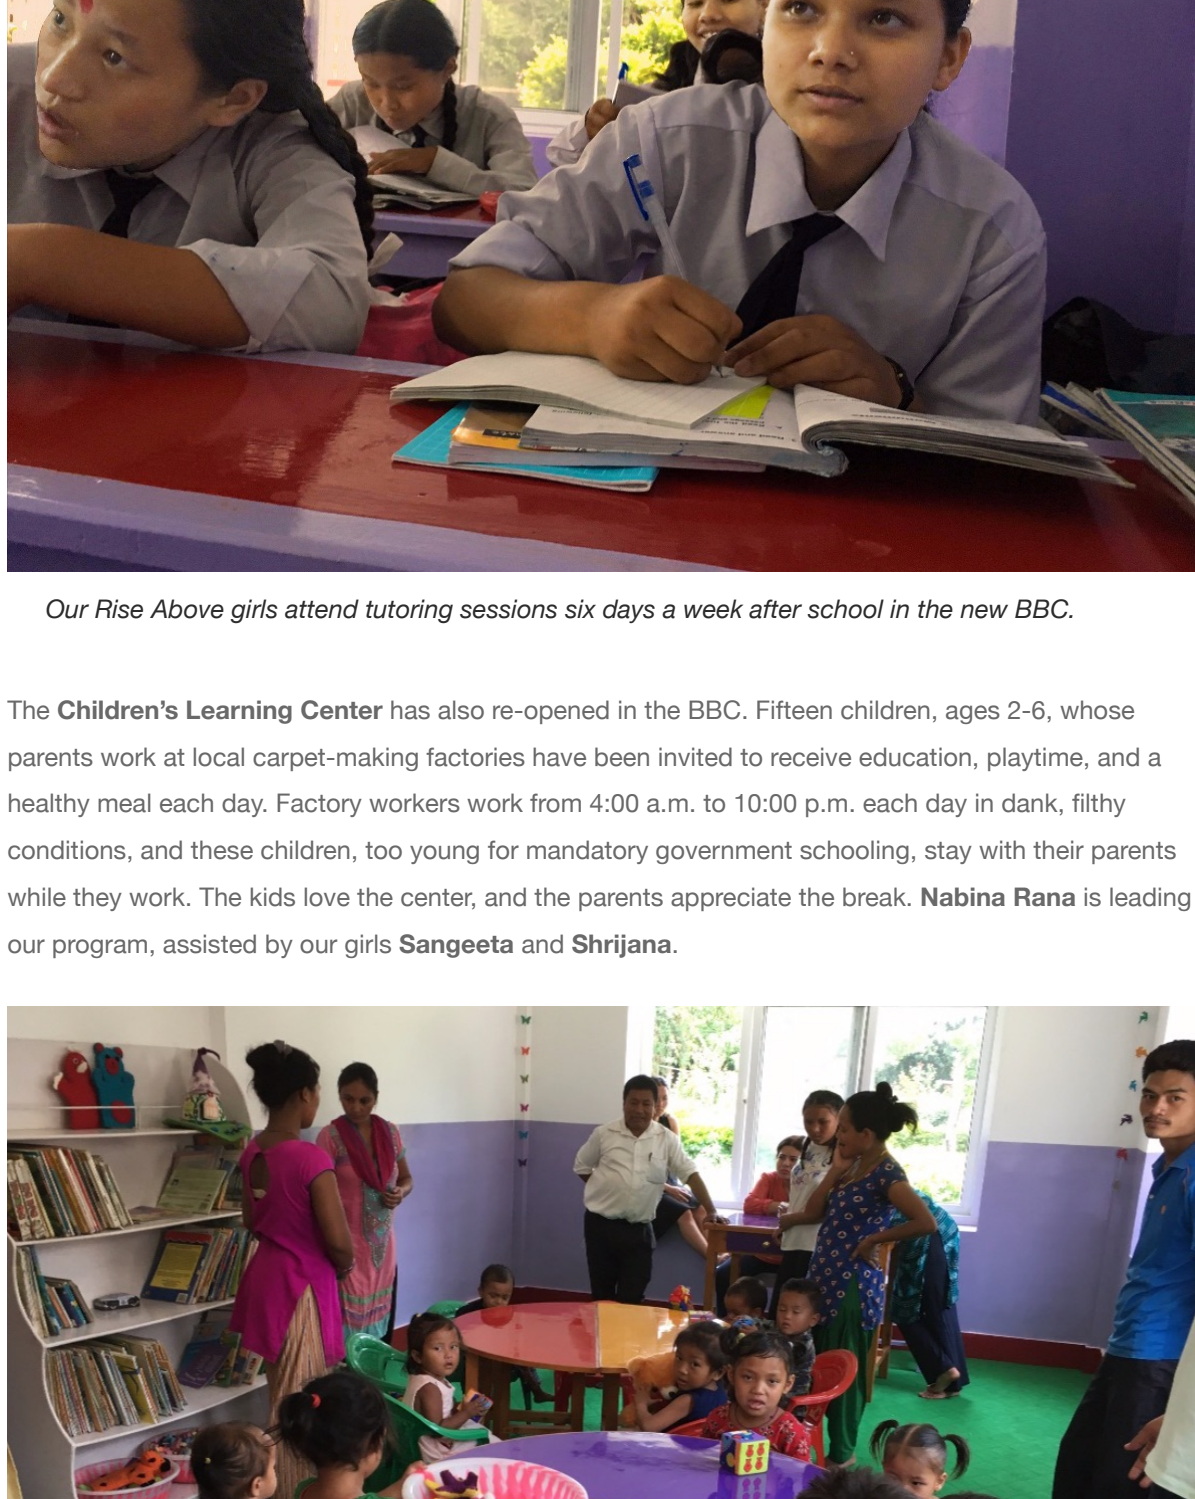 Our Rise Above girls attend tutoring sessions six days a week after school in the new BBC.
The Children’s Learning Center has also re-opened in the BBC. Fifteen children, ages 2-6, whose
parents work at local carpet-making factories have been invited to receive education, playtime, and a
healthy meal each day. Factory workers work from 4:00 a.m. to 10:00 p.m. each day in dank, filthy
conditions, and these children, too young for mandatory government schooling, stay with their parents
while they work. The kids love the center, and the parents appreciate the break. Nabina Rana is leading
our program, assisted by our girls Sangeeta and Shrijana.